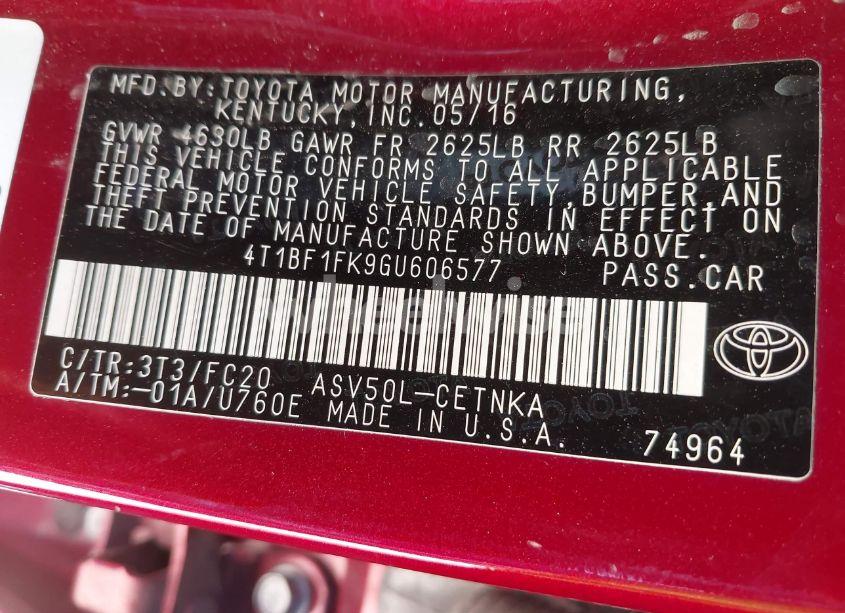 MFD.BY:TOYOTA MOTOR MANUFACTURING,
KENTUCKY, INC. 05/16
GVWR 4630LB GAWR FR 2625LB RR 2625LB
THIS VEHICLE CONFORMS TO ALL APPLICABLE
FEDERAL MOTOR VEHICLE SAFETY, BUMPER, AND
THEFT PREVENTION STANDARDS IN EFFECT ON
THE DATE OF MANUFACTURE SHOWN ABOVE.
4T1BF1FK9GU606577 PASS.CAR
wheelwise
C/TR:3T3/FC20 ASV50L-CETNKA
A/TM:-01A/U760E MADE IN U.S.A.
74964